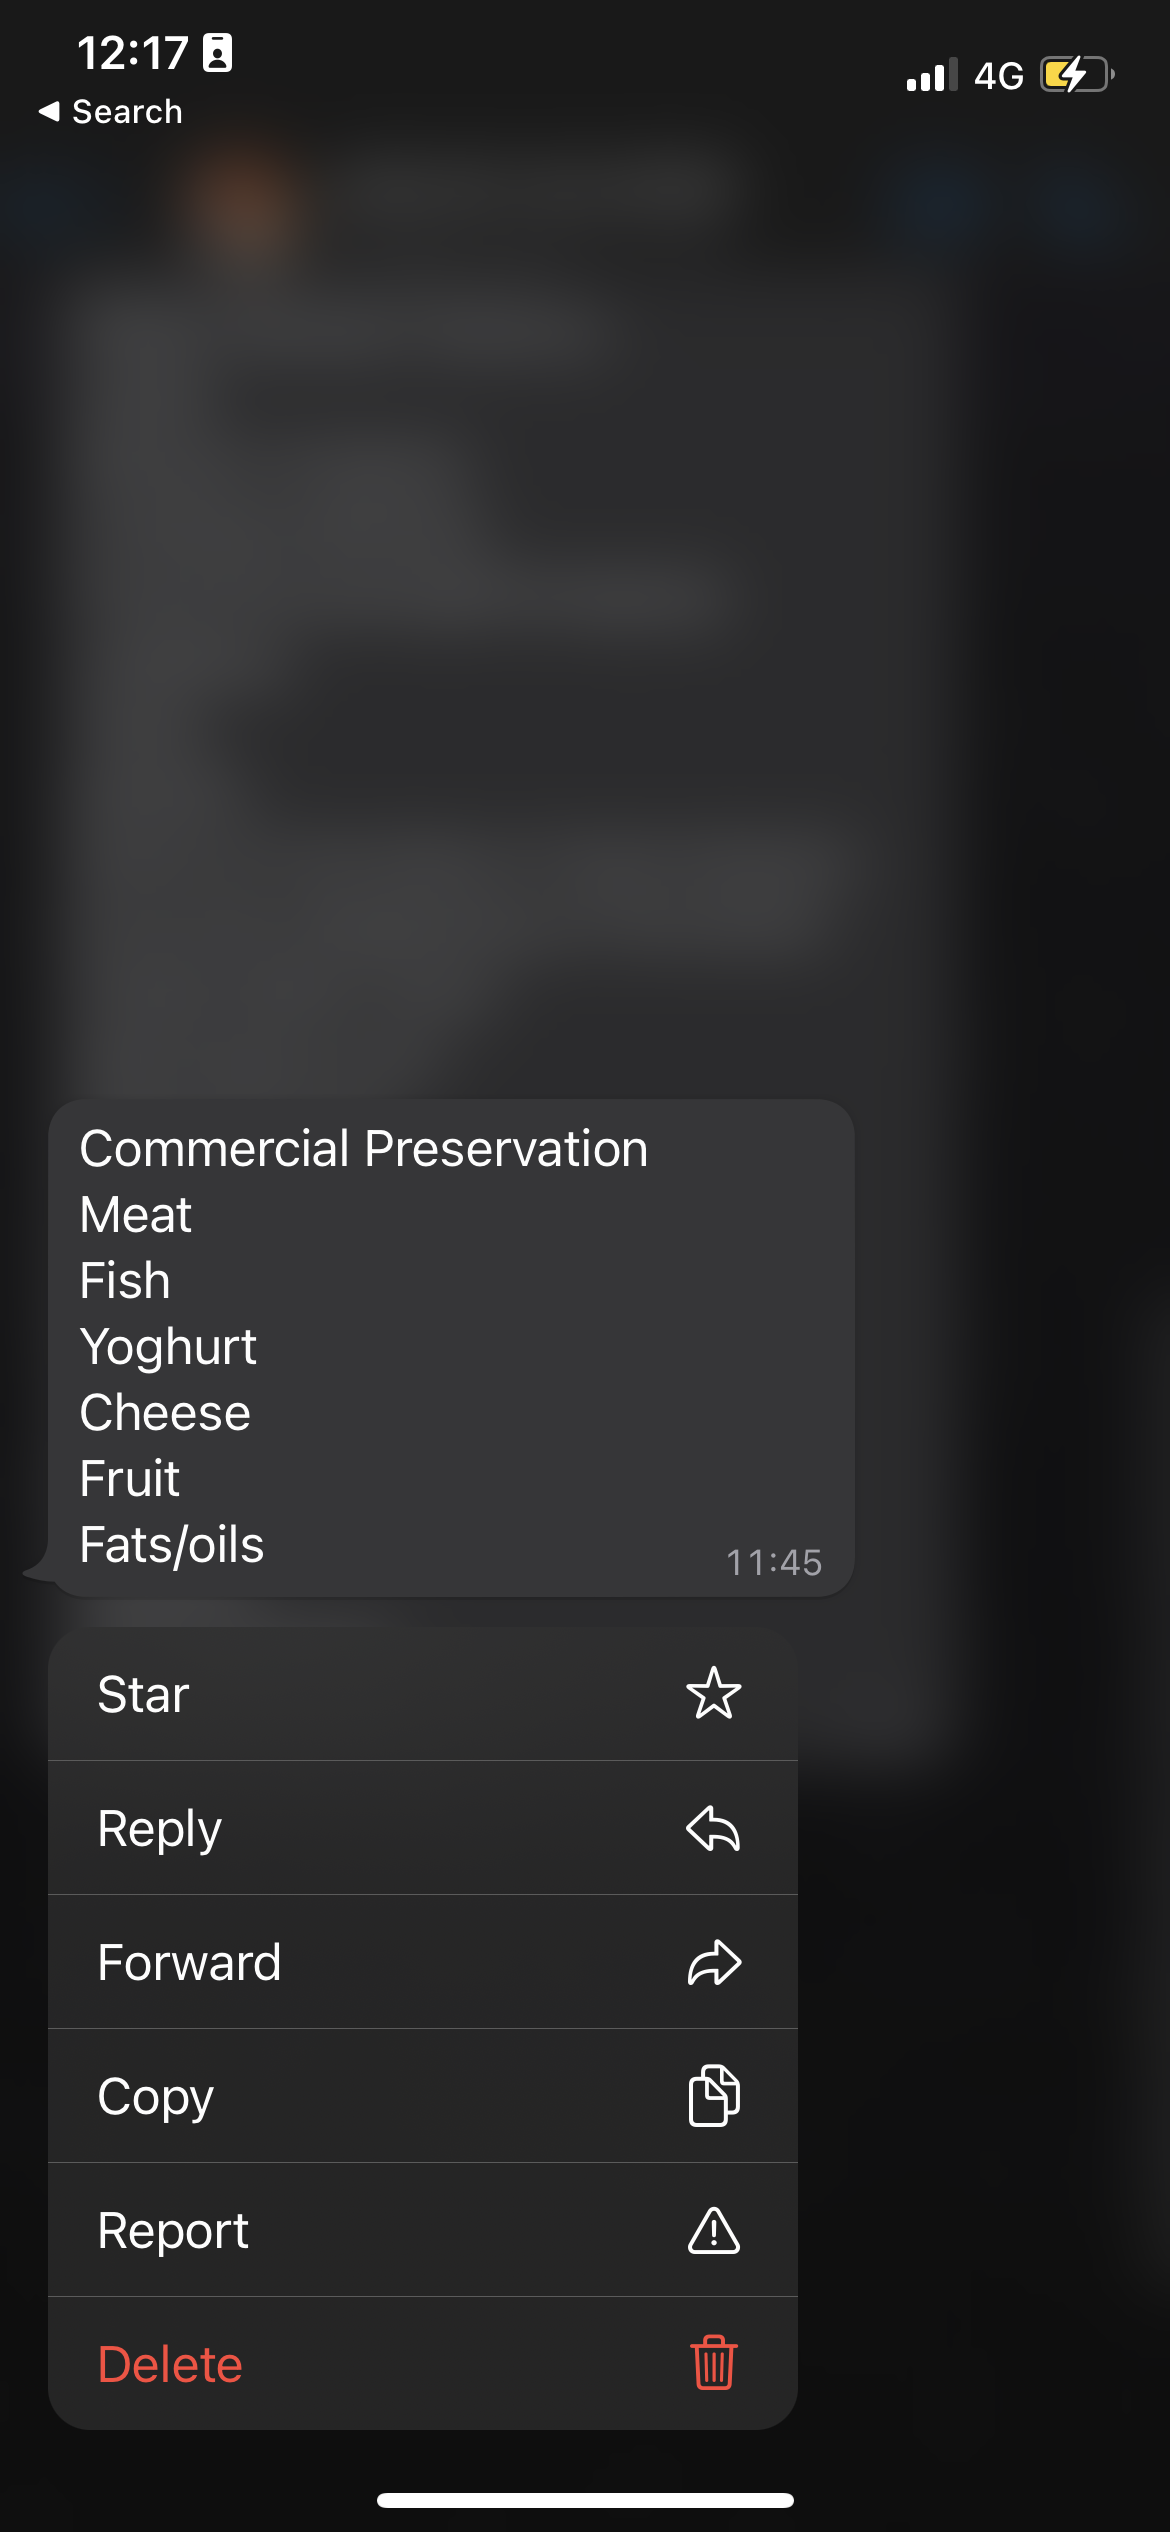 12:17
4G
Search
Commercial Preservation
Meat
Fish
Yoghurt
Cheese
Fruit
Fats/oils
11:45
Star
Reply
Forward
Copy
Report
Delete